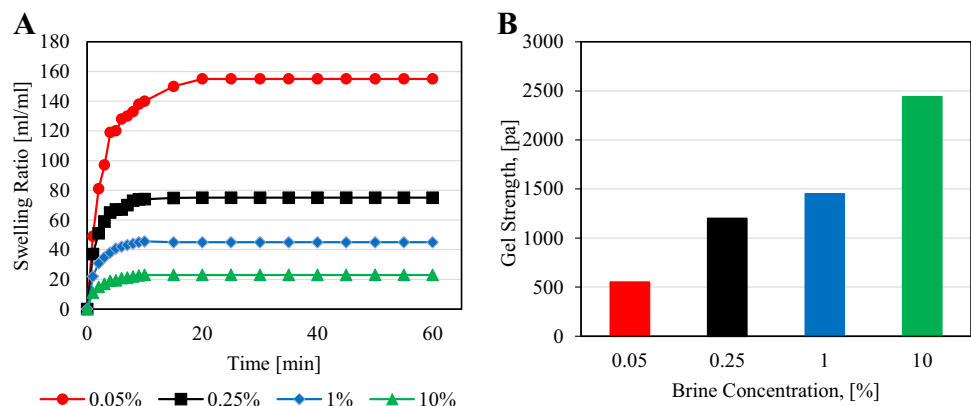 A
180
160
140
120
100
80
60
40
20
0
Swelling Ratio [ml/ml]
0 20 40 60
Time [min]
0.05% 0.25% 1% 10%
B
3000
2500
2000
1500
1000
500
0
Gel Strength, [pa]
0.05 0.25 1 10
Brine Concentration, [%]